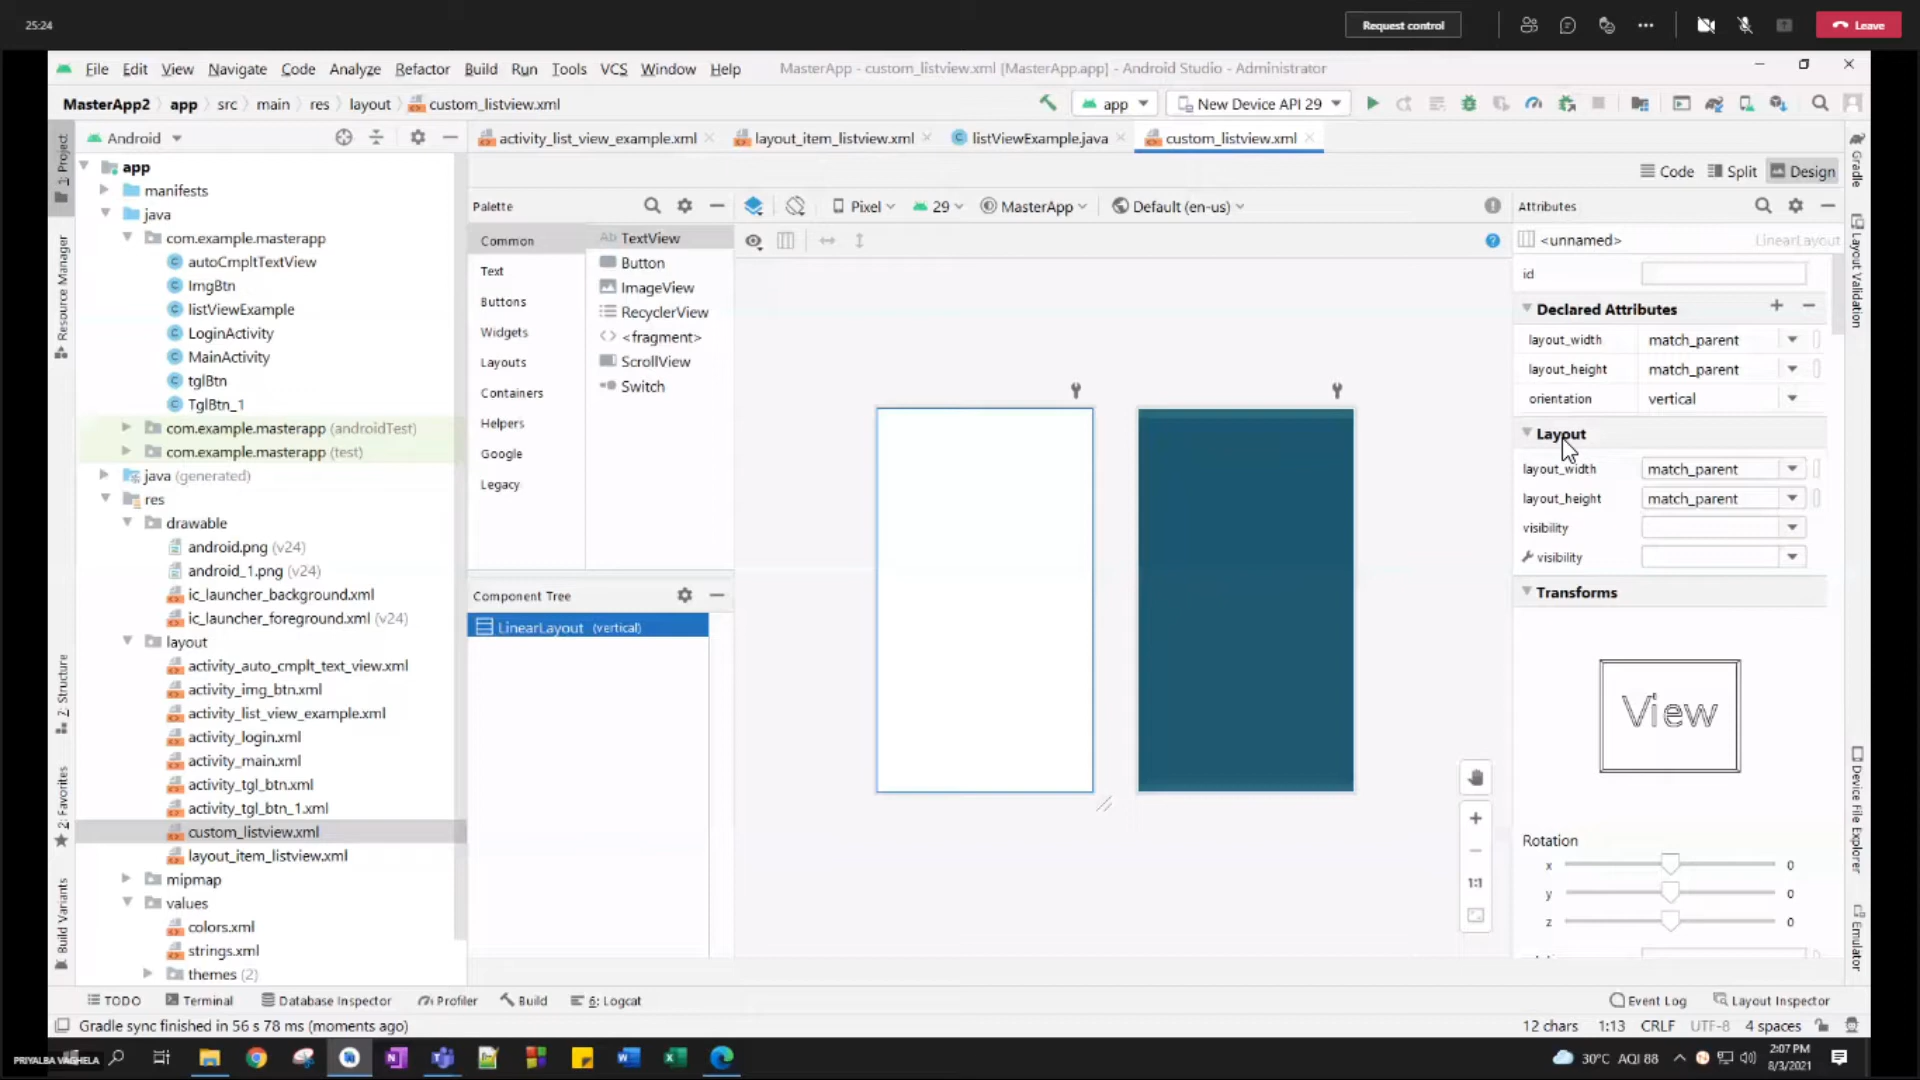 25:24
Request control
Leave
File Edit View Navigate Code Analyze Refactor Build Run Tools VCS Window Help MasterApp - custom_listview.xml [MasterApp.app] - Android Studio - Administrator
MasterApp2 app src main res layout custom_listview.xml
app New Device API 29
Android
activity_list_view_example.xml layout_item_listview.xml listViewExample.java custom_listview.xml
Code Split Design
1: Project
Resource Manager
2: Structure
2: Favorites
Build Variants
app
manifests
java
com.example.masterapp
autoCmpltTextView
ImgBtn
listViewExample
LoginActivity
MainActivity
tglBtn
TglBtn_1
com.example.masterapp (androidTest)
com.example.masterapp (test)
java (generated)
res
drawable
android.png (v24)
android_1.png (v24)
ic_launcher_background.xml
ic_launcher_foreground.xml (v24)
layout
activity_auto_cmplt_text_view.xml
activity_img_btn.xml
activity_list_view_example.xml
activity_login.xml
activity_main.xml
activity_tgl_btn.xml
activity_tgl_btn_1.xml
custom_listview.xml
layout_item_listview.xml
mipmap
values
colors.xml
strings.xml
themes (2)
Palette
Common
Text
Buttons
Widgets
Layouts
Containers
Helpers
Google
Legacy
Ab TextView
Button
ImageView
RecyclerView
<fragment>
ScrollView
Switch
Component Tree
LinearLayout (vertical)
Pixel 29 MasterApp Default (en-us)
1:1
Attributes
<unnamed> LinearLayout
id
Declared Attributes
layout_width match_parent
layout_height match_parent
orientation vertical
Layout
layout_width match_parent
layout_height match_parent
visibility
visibility
Transforms
View
Rotation
x 0
y 0
z 0
Gradle
Layout Validation
Device File Explorer
Emulator
TODO Terminal Database Inspector Profiler Build 6: Logcat Event Log Layout Inspector
Gradle sync finished in 56 s 78 ms (moments ago) 12 chars 1:13 CRLF UTF-8 4 spaces
PRIYALBA VAGHELA
30°C AQI 88
2:07 PM
8/3/2021